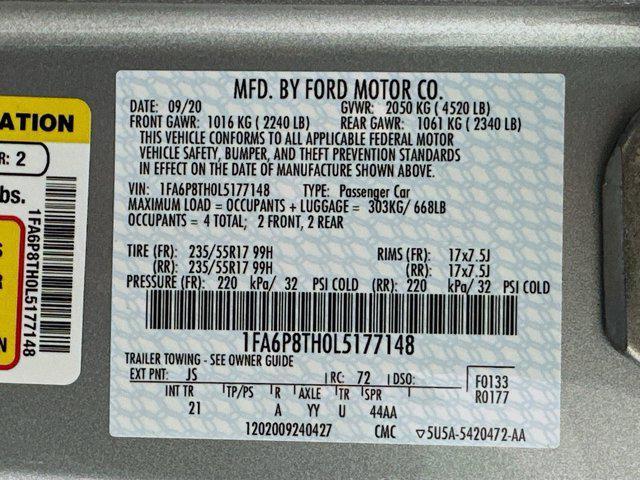 ATION
R: 2
bs.
S
R
N
1FA6P8TH0L5177148
MFD. BY FORD MOTOR CO.
DATE: 09/20 GVWR: 2050 KG ( 4520 LB)
FRONT GAWR: 1016 KG ( 2240 LB) REAR GAWR: 1061 KG ( 2340 LB)
THIS VEHICLE CONFORMS TO ALL APPLICABLE FEDERAL MOTOR
VEHICLE SAFETY, BUMPER, AND THEFT PREVENTION STANDARDS
IN EFFECT ON THE DATE OF MANUFACTURE SHOWN ABOVE.
VIN: 1FA6P8TH0L5177148 TYPE: Passenger Car
MAXIMUM LOAD = OCCUPANTS + LUGGAGE = 303KG/ 668LB
OCCUPANTS = 4 TOTAL; 2 FRONT, 2 REAR
TIRE (FR): 235/55R17 99H RIMS (FR): 17x7.5J
(RR): 235/55R17 99H (RR): 17x7.5J
PRESSURE (FR): 220 kPa/ 32 PSI COLD (RR): 220 kPa/ 32 PSI COLD
1FA6P8TH0L5177148
TRAILER TOWING - SEE OWNER GUIDE
EXT PNT: JS RC: 72 DSO: F0133
INT TR TP/PS R AXLE TR SPR R0177
21 A YY U 44AA
1202009240427 CMC ▽5U5A-5420472-AA